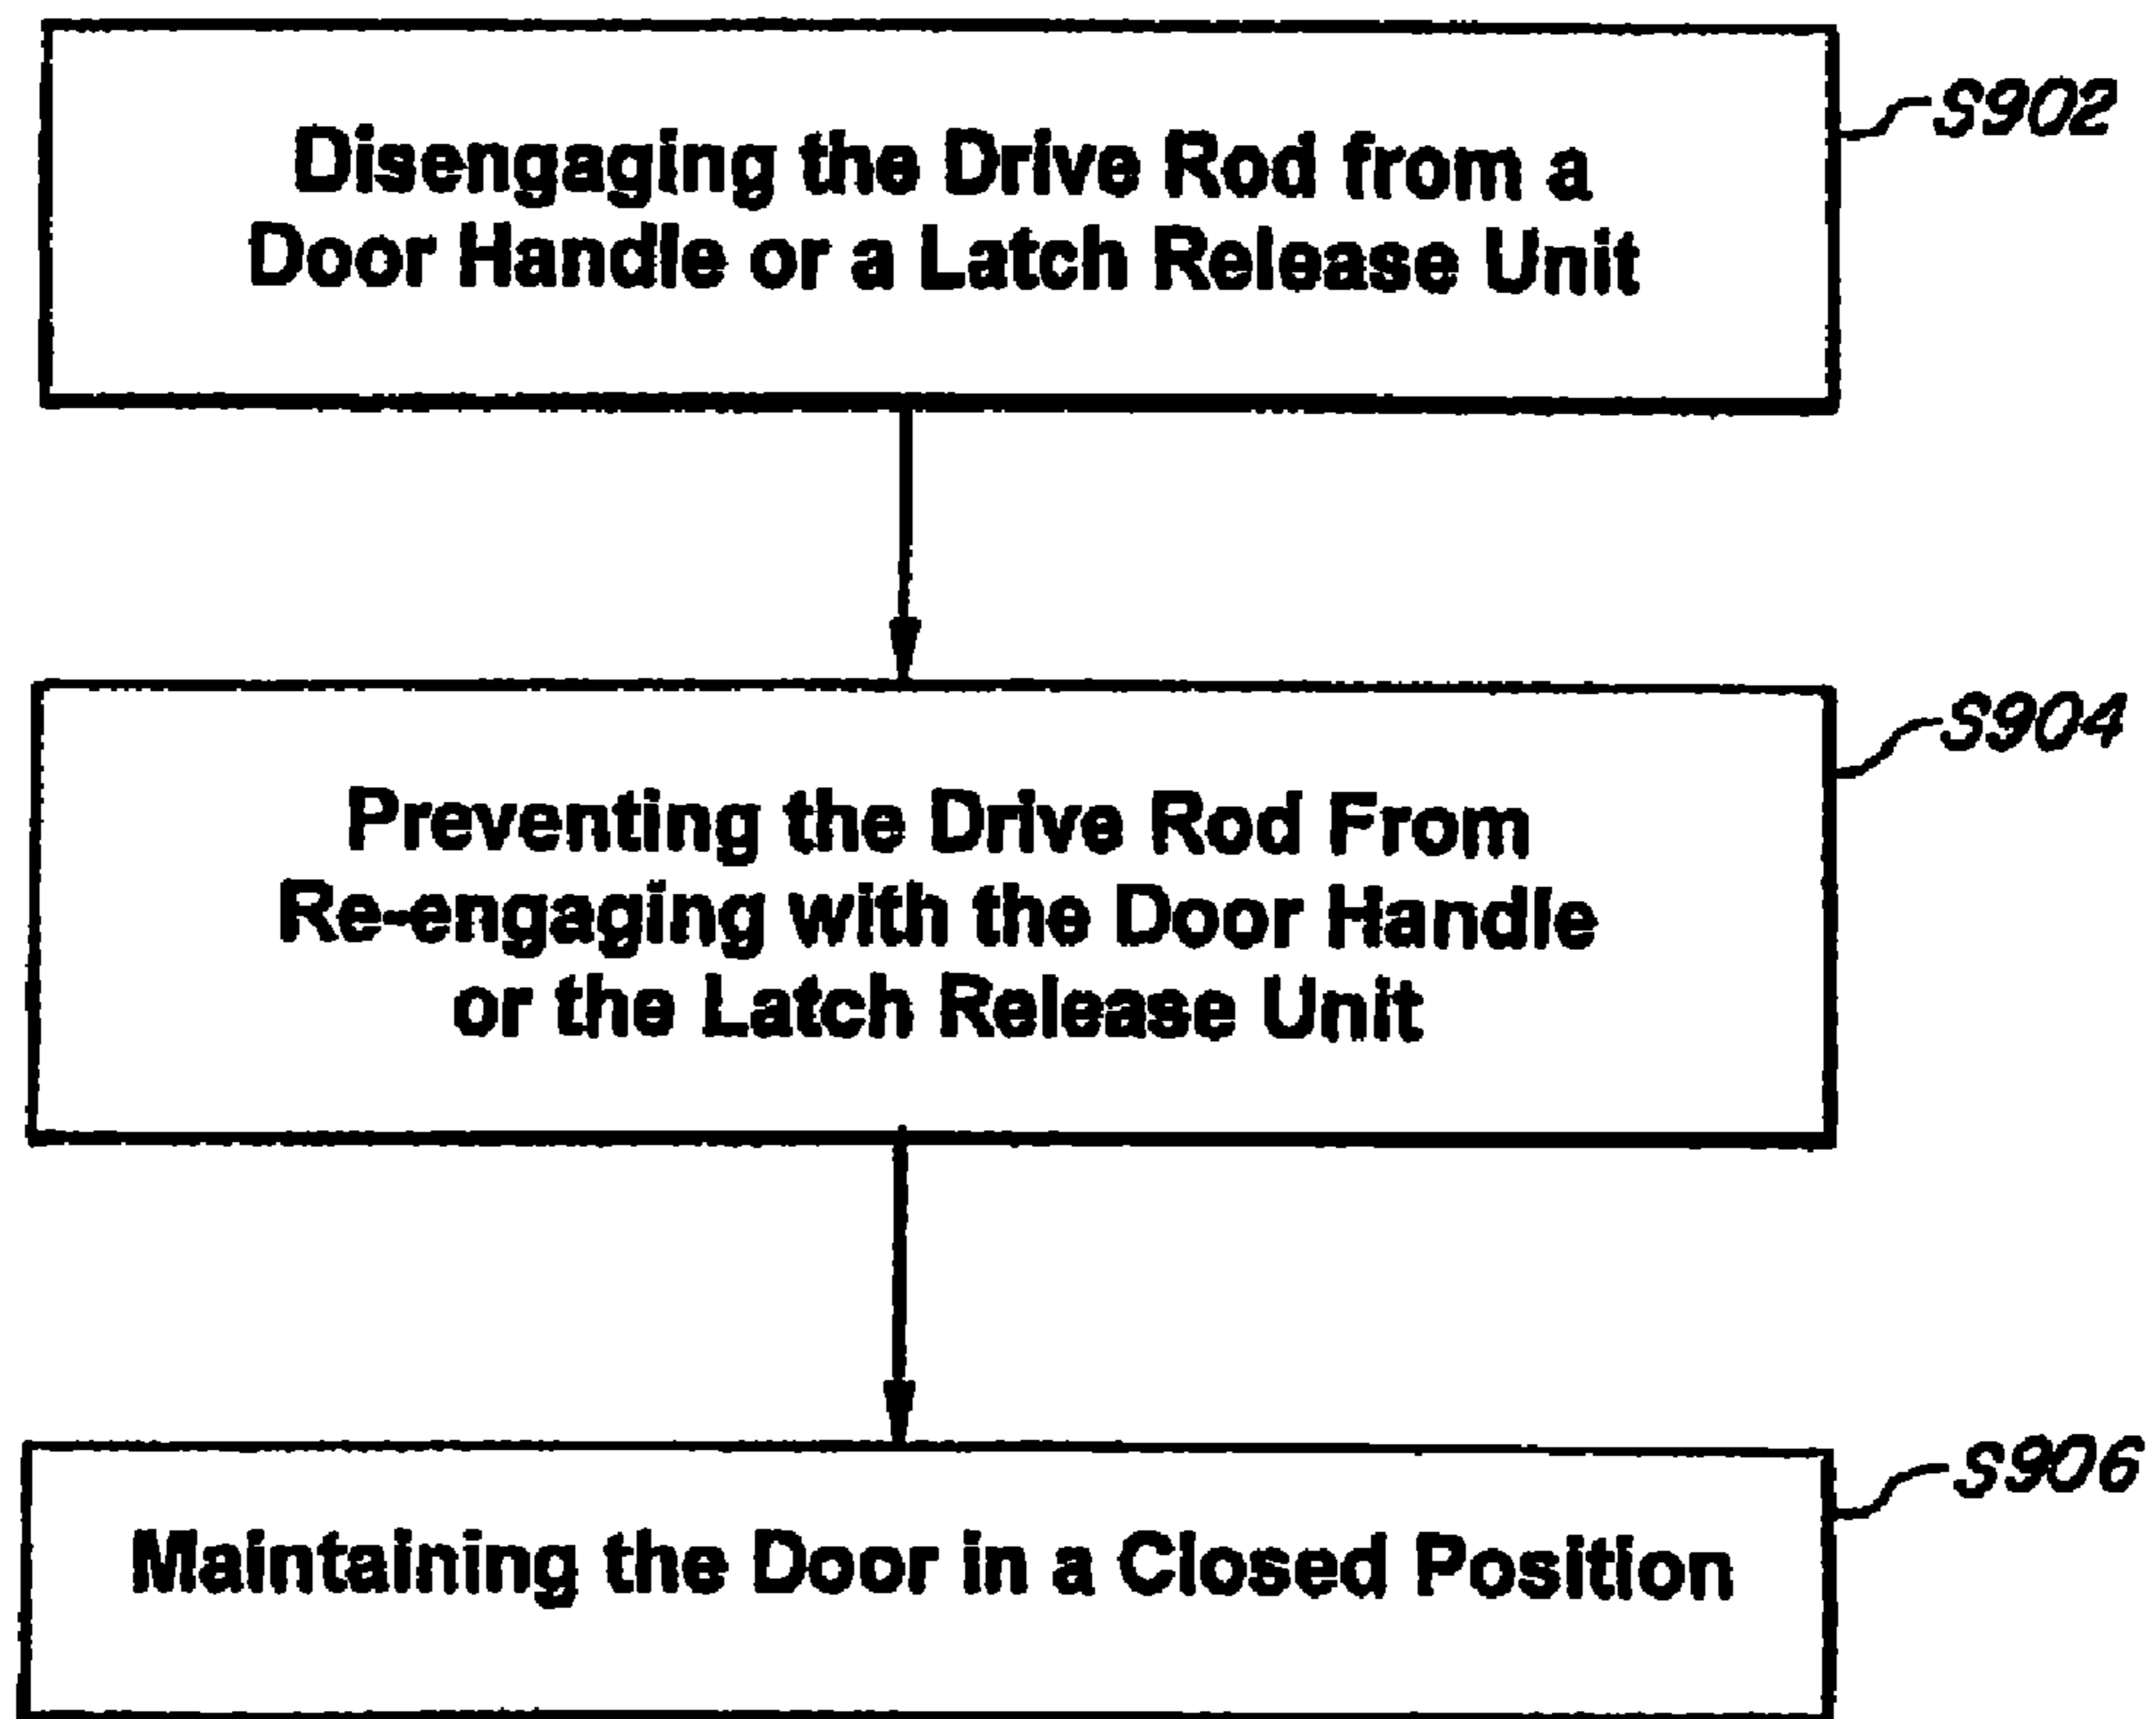 Disengaging the Drive Rod from a
Door Handle or a Latch Release Unit
S902
Preventing the Drive Rod From
Re-engaging with the Door Handle
or the Latch Release Unit
S904
Maintaining the Door in a Closed Position
S906